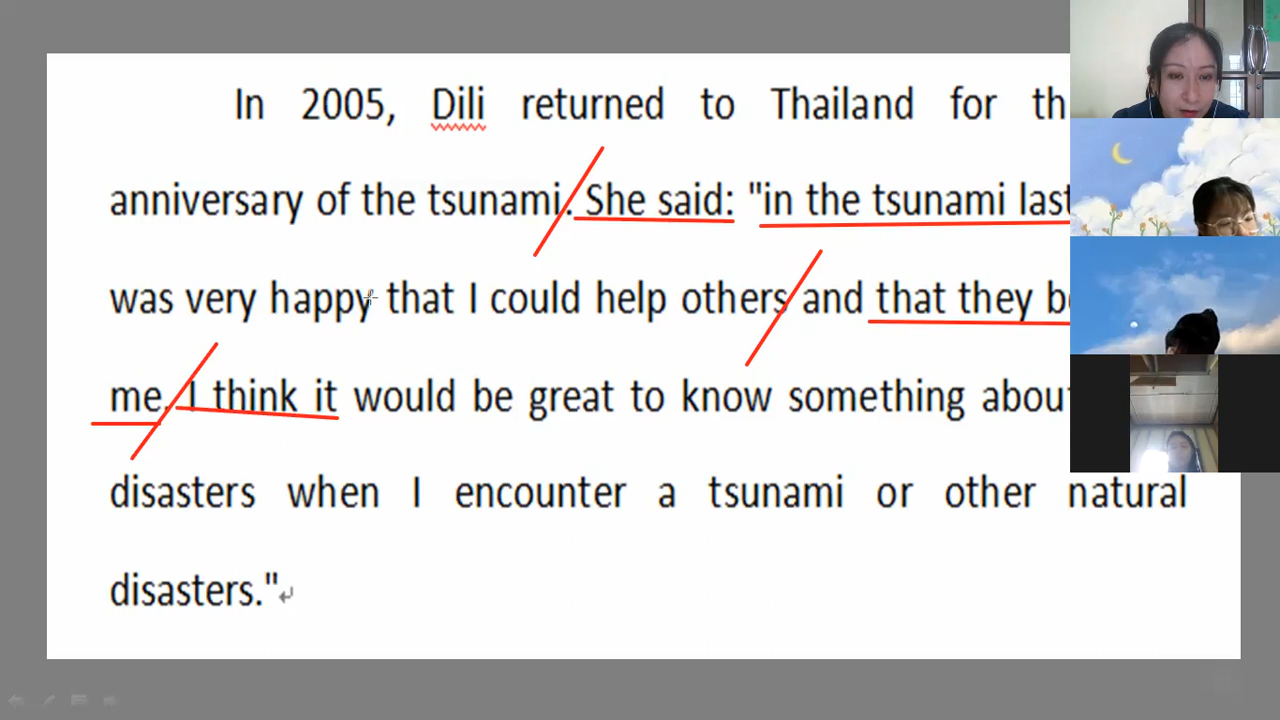 In 2005, Dili returned to Thailand for
anniversary of the tsunami. She said: "in the tsunami last
was very happy that I could help others and that they
me. I think it would be great to know something about
disasters when I encounter a tsunami or other natural
disasters."